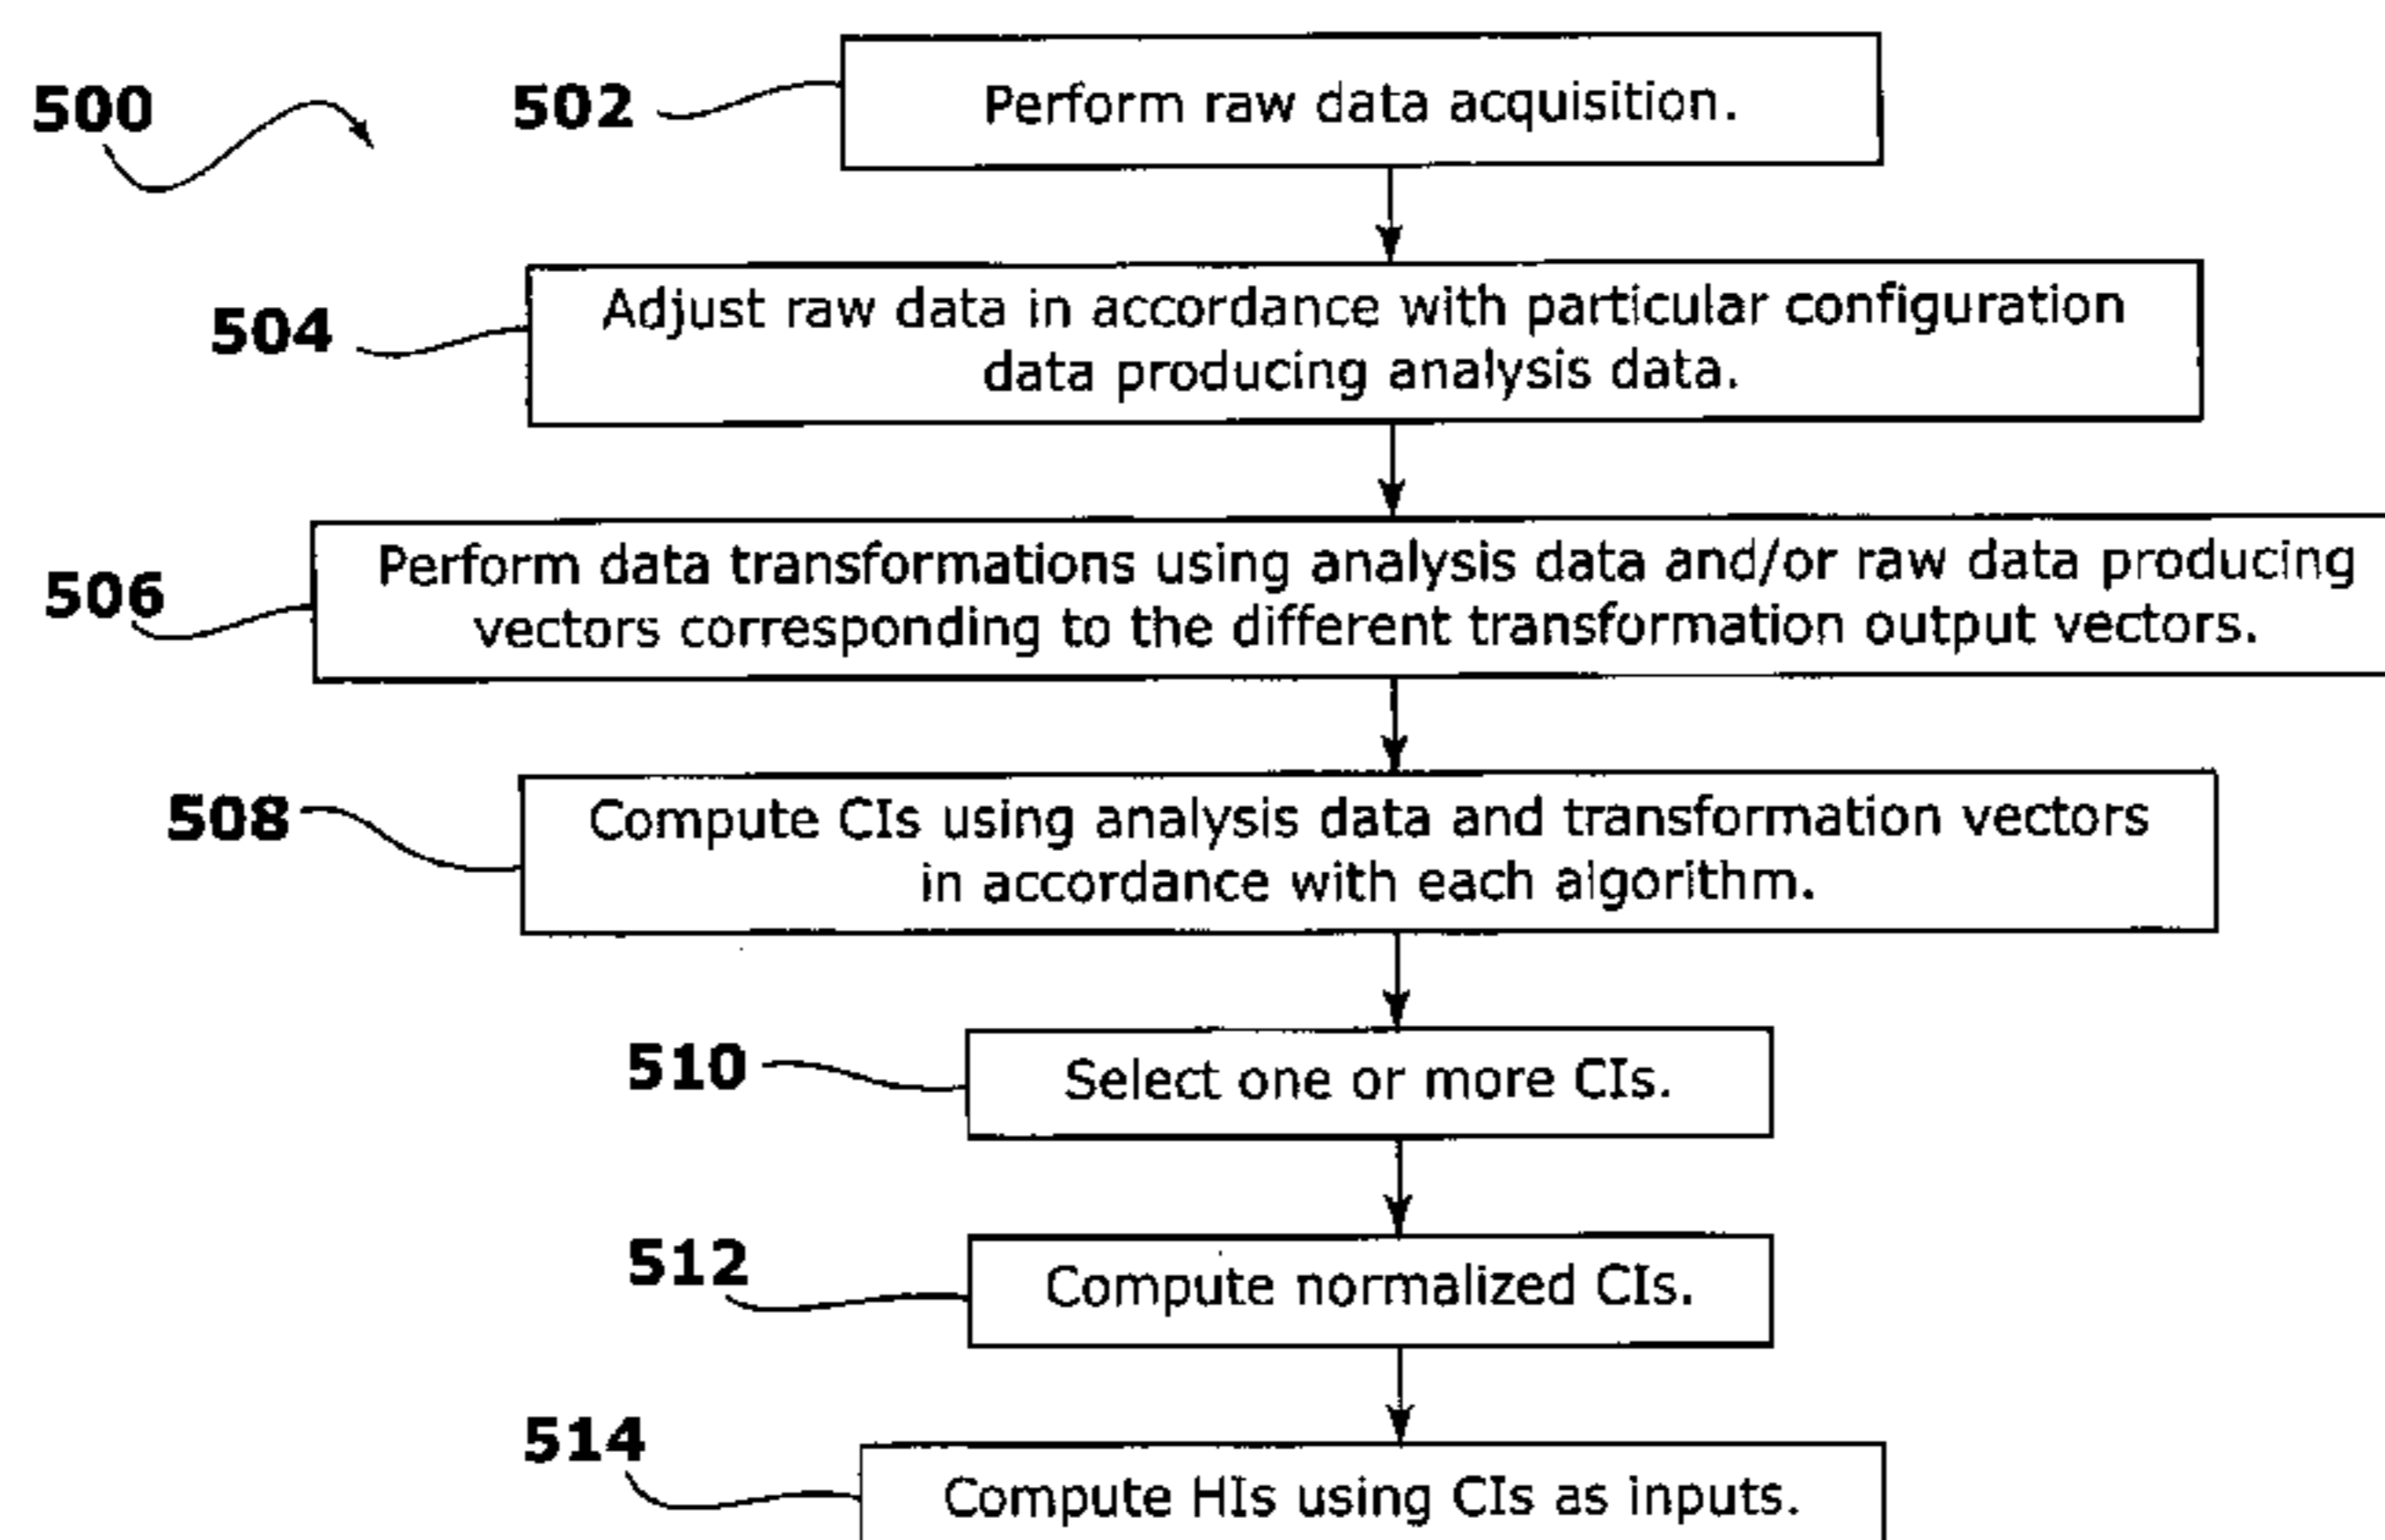 500
502
Perform raw data acquisition.
504
Adjust raw data in accordance with particular configuration
data producing analysis data.
506
Perform data transformations using analysis data and/or raw data producing
vectors corresponding to the different transformation output vectors.
508
Compute CIs using analysis data and transformation vectors
in accordance with each algorithm.
510
Select one or more CIs.
512
Compute normalized CIs.
514
Compute HIs using CIs as inputs.